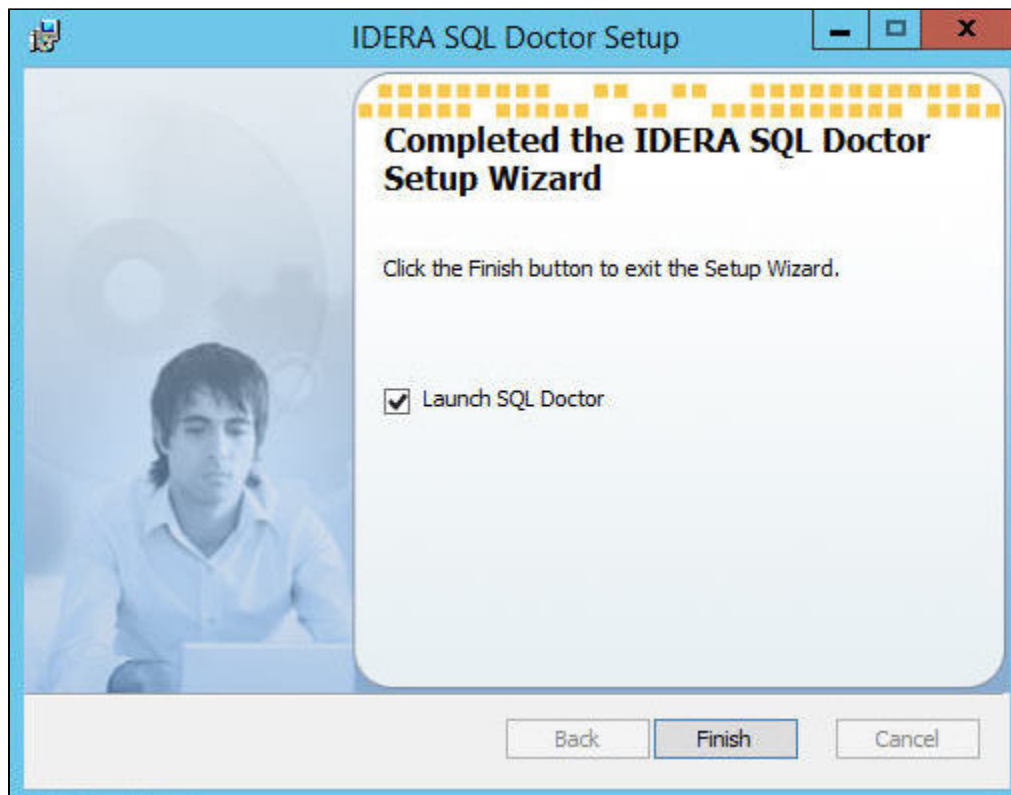 IDERA SQL Doctor Setup
Completed the IDERA SQL Doctor
Setup Wizard
Click the Finish button to exit the Setup Wizard.
Launch SQL Doctor
Back
Finish
Cancel